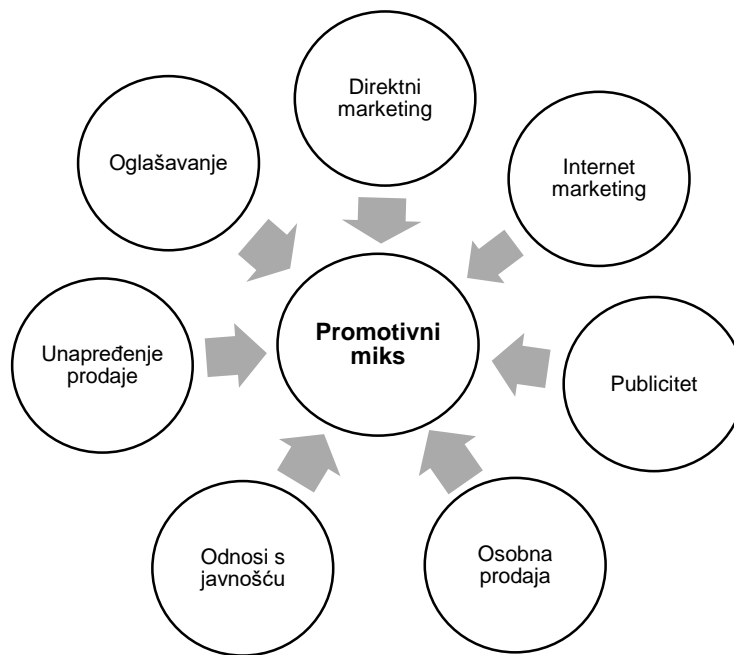 Direktni
marketing
Oglašavanje
Internet
marketing
Promotivni
miks
Unapređenje
prodaje
Publicitet
Odnosi s
javnošću
Osobna
prodaja